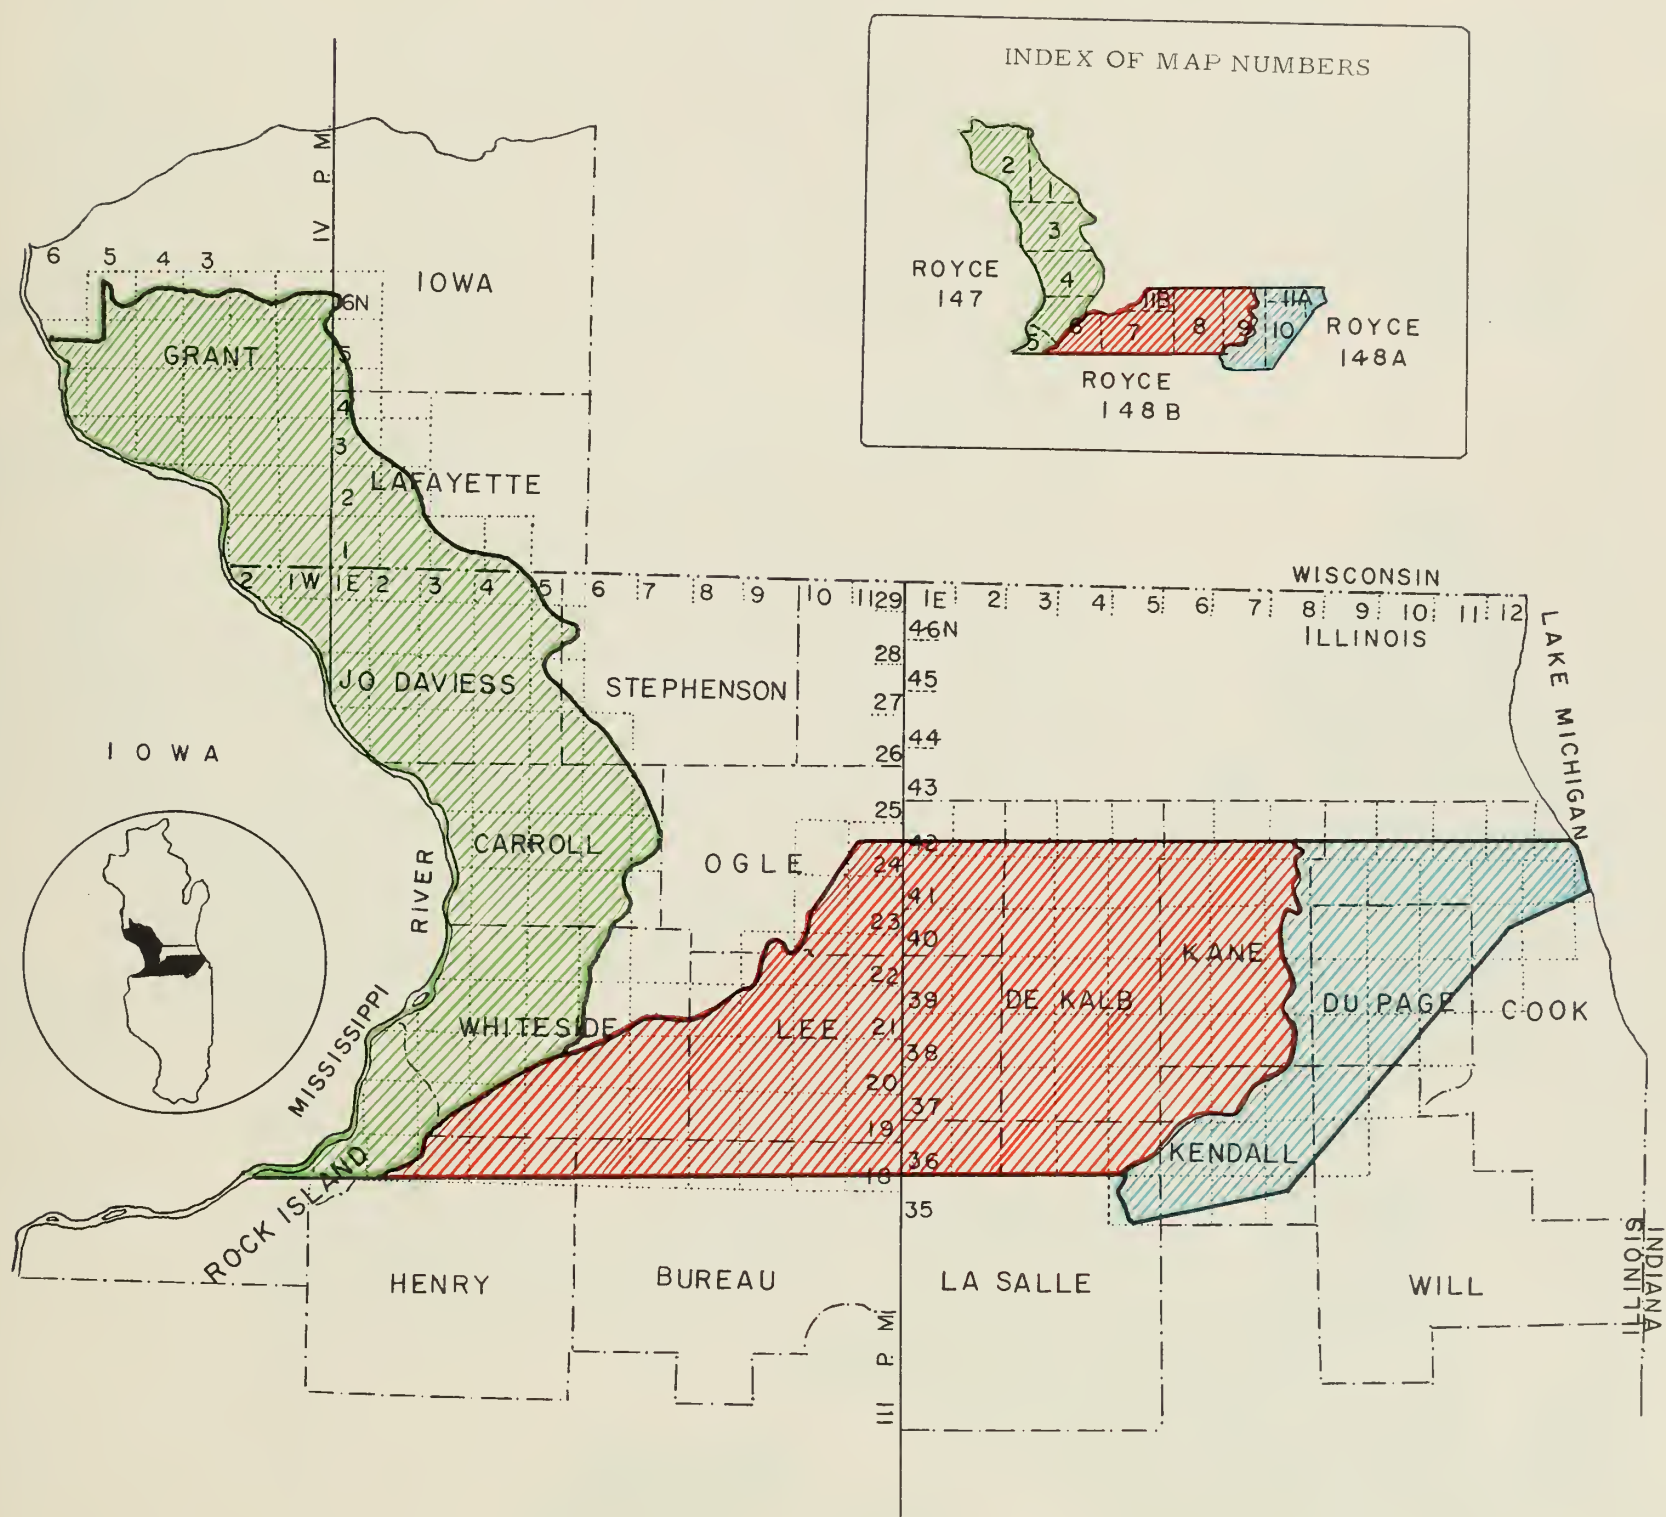 INDEX OF MAP NUMBERS
2
1
3
4
5
6
7
11B
8
9
10
11A
ROYCE
147
ROYCE
148B
ROYCE
148A
IV P. M.
6
5
4
3
6N
5
4
3
2
1
IOWA
GRANT
LAFAYETTE
2
1W
1E
2
3
4
5
6
7
8
9
10
11
29
28
27
26
25
24
23
22
21
20
19
18
1E
2
3
4
5
6
7
8
9
10
11
12
46N
45
44
43
42
41
40
39
38
37
36
35
WISCONSIN
ILLINOIS
LAKE MICHIGAN
JO DAVIESS
STEPHENSON
IOWA
CARROLL
OGLE
MISSISSIPPI
RIVER
WHITESIDE
LEE
DE KALB
KANE
DU PAGE
COOK
KENDALL
ROCK ISLAND
HENRY
BUREAU
LA SALLE
WILL
III P. M.
ILLINOIS
INDIANA